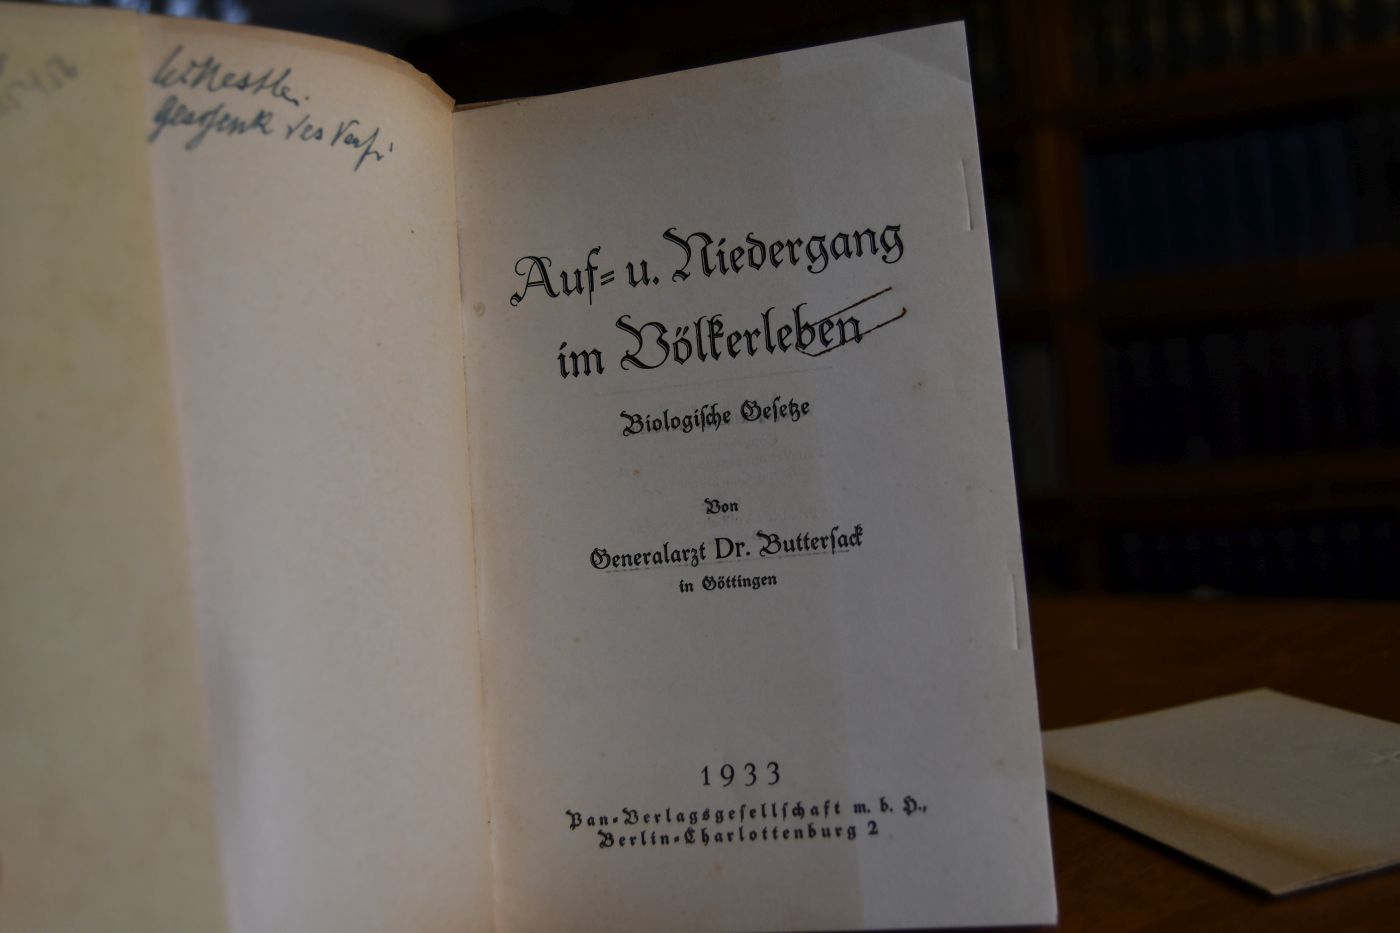 W. Nestle.
Geschenk des Verf.
Auf- u. Niedergang
im Völkerleben
Biologische Gesetze
Von
Generalarzt Dr. Buttersack
in Göttingen
1933
Pan-Verlagsgesellschaft m. b. H.,
Berlin-Charlottenburg 2